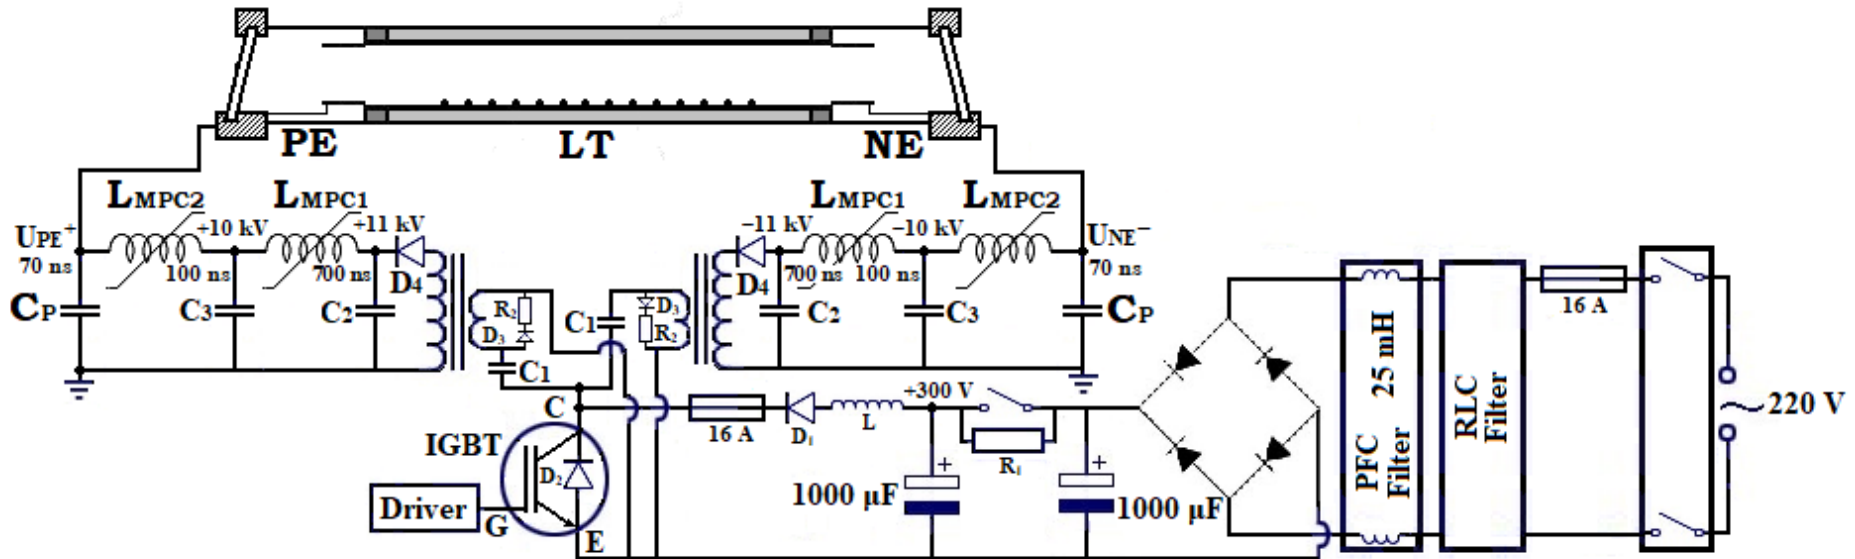 PE
LT
NE
LMPC2
LMPC1
LMPC1
LMPC2
UPE+
+10 kV
+11 kV
−11 kV
−10 kV
UNE−
70 ns
100 ns
700 ns
D4
D4
700 ns
100 ns
70 ns
CP
C3
C2
R2
D3
C1
C1
D3
R2
C2
C3
CP
16 A
PFC
Filter
25 mH
RLC
Filter
220 V
C
16 A
D1
L
+300 V
R1
IGBT
D2
Driver
G
E
+
1000 µF
+
1000 µF